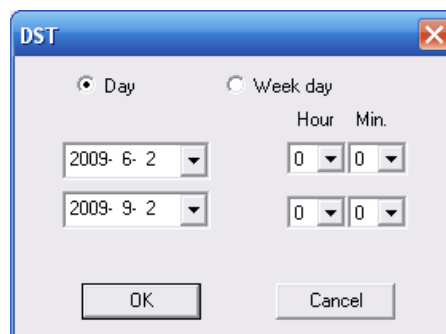 DST
Day Week day
Hour Min.
2009- 6- 2 0 0
2009- 9- 2 0 0
OK Cancel